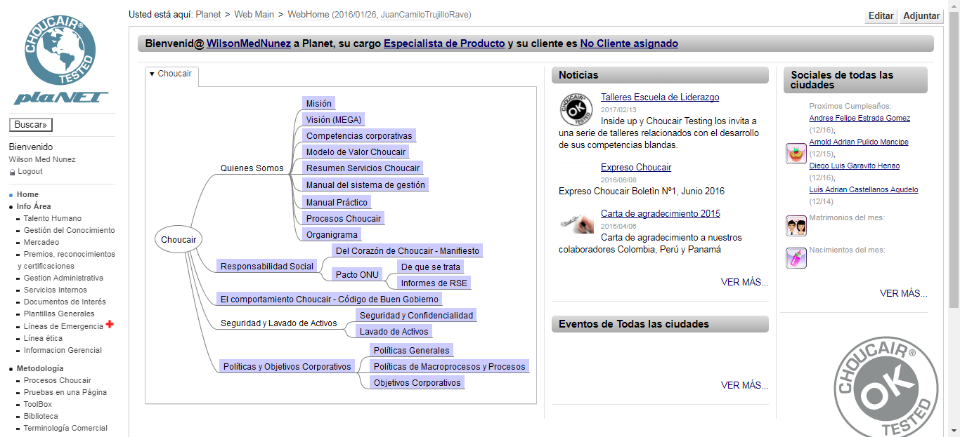 CHOUCAIR®
TESTED
plaNET
Buscar»
Bienvenido
Wilson Med Nunez
Logout
Home
Info Área
Talento Humano
Gestión del Conocimiento
Mercadeo
Premios, reconocimientos
y certificaciones
Gestion Administrativa
Servicios Internos
Documentos de Interés
Plantillas Generales
Líneas de Emergencia
Línea ética
Informacion Gerencial
Metodología
Procesos Choucair
Pruebas en una Página
ToolBox
Biblioteca
Terminología Comercial
Usted está aquí: Planet > Web Main > WebHome (2016/01/26, JuanCamiloTrujilloRave)
Editar Adjuntar
Bienvenid@ WilsonMedNunez a Planet, su cargo Especialista de Producto y su cliente es No Cliente asignado
▼ Choucair
Choucair
Quienes Somos
Misión
Visión (MEGA)
Competencias corporativas
Modelo de Valor Choucair
Resumen Servicios Choucair
Manual del sistema de gestión
Manual Práctico
Procesos Choucair
Organigrama
Responsabilidad Social
Del Corazón de Choucair - Manifiesto
Pacto ONU
De que se trata
Informes de RSE
El comportamiento Choucair - Código de Buen Gobierno
Seguridad y Lavado de Activos
Seguridad y Confidencialidad
Lavado de Activos
Políticas y Objetivos Corporativos
Políticas Generales
Políticas de Macroprocesos y Procesos
Objetivos Corporativos
Noticias
CHOUCAIR
OK
TESTED
Talleres Escuela de Liderazgo
2017/02/13
Inside up y Choucair Testing los invita a
una serie de talleres relacionados con el desarrollo
de sus competencias blandas.
Expreso Choucair
2016/06/08
Expreso Choucair Boletín Nº1, Junio 2016
Carta de agradecimiento 2015
2016/04/06
Carta de agradecimiento a nuestros
colaboradores Colombia, Perú y Panamá
VER MÁS...
Eventos de Todas las ciudades
VER MÁS...
Sociales de todas las
ciudades
Proximos Cumpleaños:
Andres Felipe Estrada Gomez
(12/16),
Arnold Adrian Pulido Mancipe
(12/15),
Diego Luis Garavito Henao
(12/16),
Luis Adrian Castellanos Agudelo
(12/14)
Matrimonios del mes:
Nacimientos del mes:
VER MÁS...
CHOUCAIR®
OK
TESTED